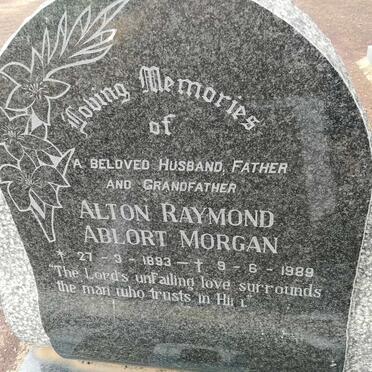 Loving Memories
of
A BELOVED HUSBAND, FATHER
AND GRANDFATHER
ALTON RAYMOND
ABLORT MORGAN
* 27 - 3 - 1893 - † 9 - 6 - 1989
"The Lord's unfailing love surrounds
the man who trusts in Him."